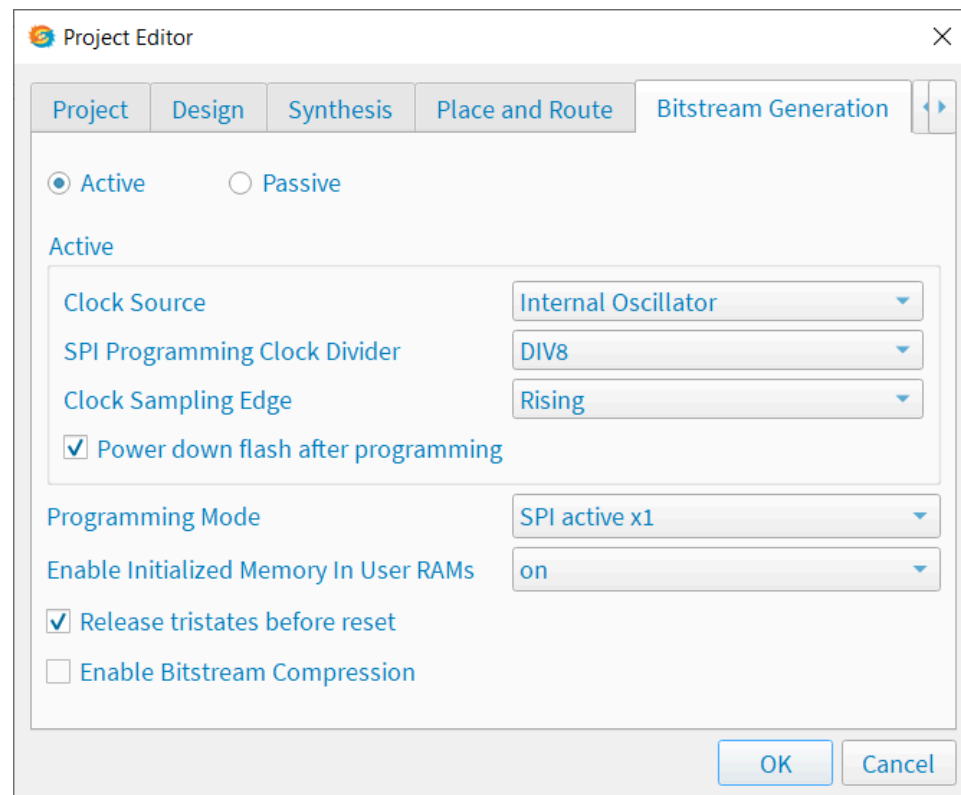 Project Editor
Project Design Synthesis Place and Route Bitstream Generation
Active Passive
Active
Clock Source Internal Oscillator
SPI Programming Clock Divider DIV8
Clock Sampling Edge Rising
Power down flash after programming
Programming Mode SPI active x1
Enable Initialized Memory In User RAMs on
Release tristates before reset
Enable Bitstream Compression
OK Cancel